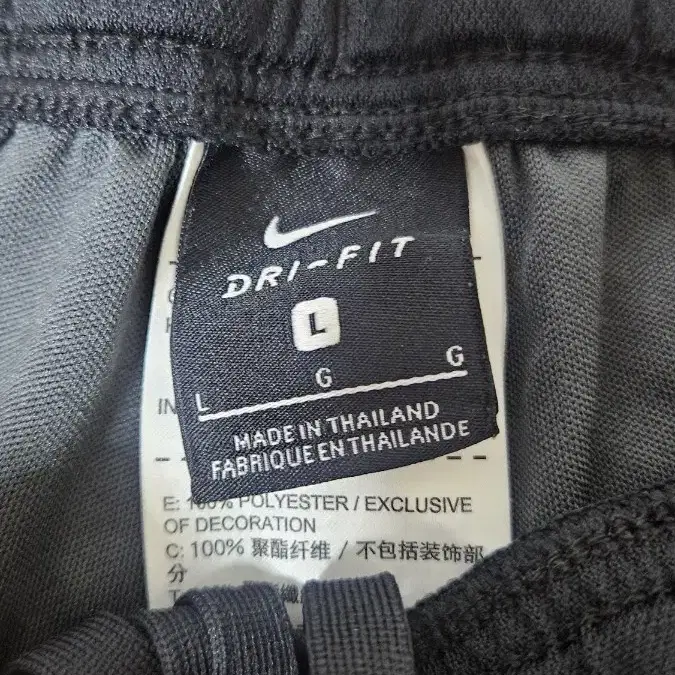 DRI-FIT
L
L G G
MADE IN THAILAND
FABRIQUE EN THAILANDE
IN
E: 100% POLYESTER / EXCLUSIVE
OF DECORATION
C: 100% 聚酯纤维 / 不包括装饰部
分